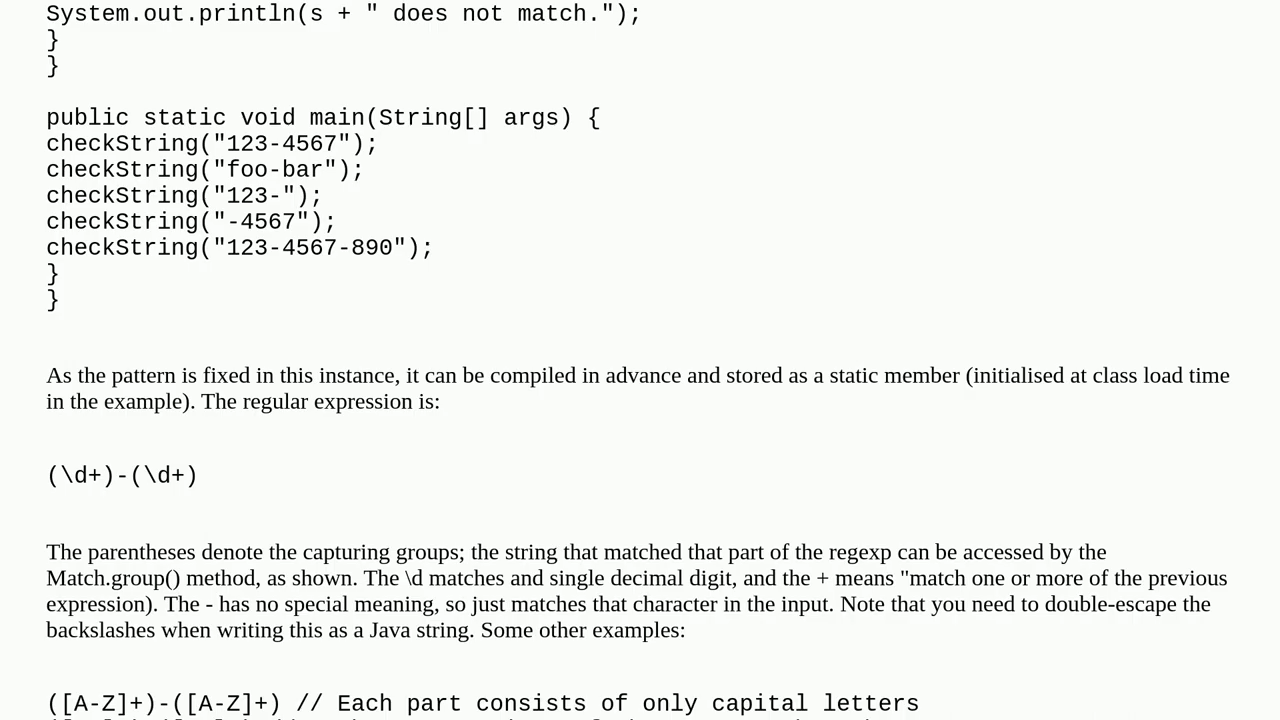 System.out.println(s + " does not match.");
}
}
public static void main(String[] args) {
checkString("123-4567");
checkString("foo-bar");
checkString("123-");
checkString("-4567");
checkString("123-4567-890");
}
}
As the pattern is fixed in this instance, it can be compiled in advance and stored as a static member (initialised at class load time
in the example). The regular expression is:
(\d+)-(\d+)
The parentheses denote the capturing groups; the string that matched that part of the regexp can be accessed by the
Match.group() method, as shown. The \d matches and single decimal digit, and the + means "match one or more of the previous
expression). The - has no special meaning, so just matches that character in the input. Note that you need to double-escape the
backslashes when writing this as a Java string. Some other examples:
([A-Z]+)-([A-Z]+) // Each part consists of only capital letters